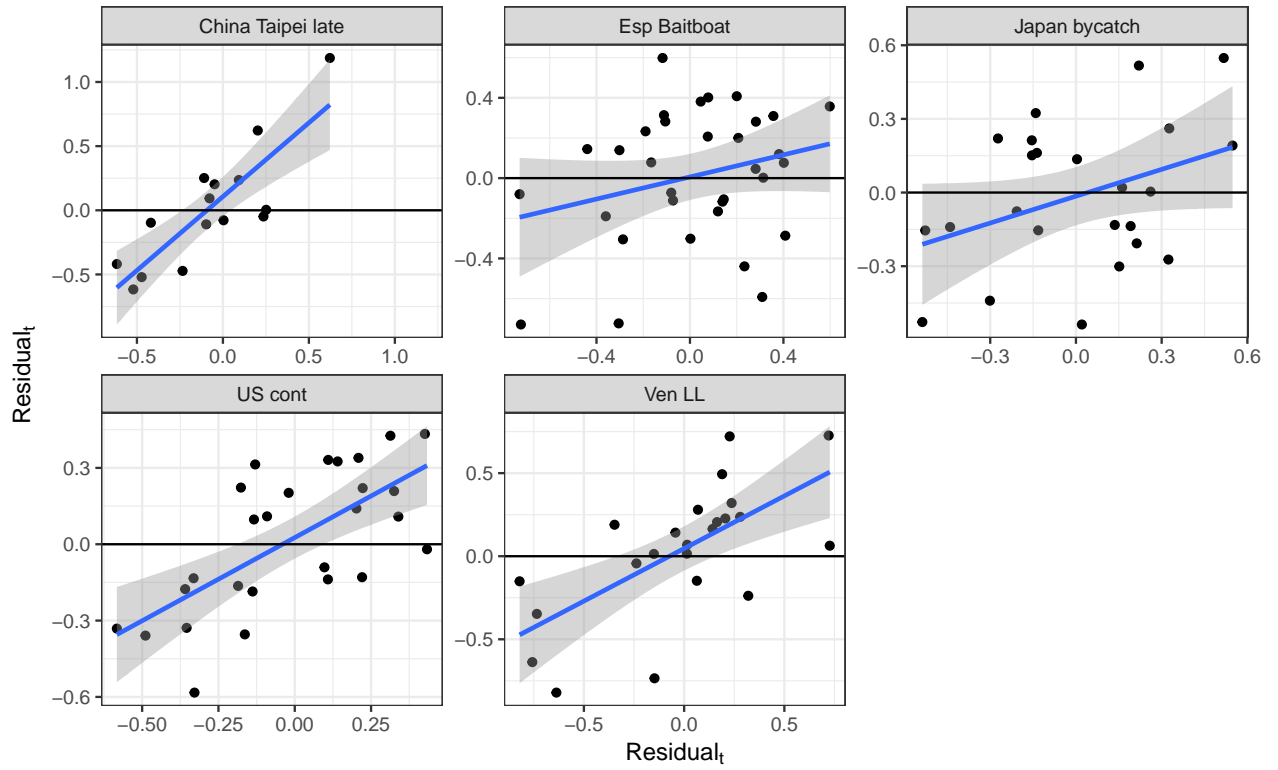 China Taipei late
Esp Baitboat
Japan bycatch
1.0
0.5
0.0
−0.5
0.4
0.0
−0.4
0.6
0.3
0.0
−0.3
−0.5 0.0 0.5 1.0
−0.4 0.0 0.4
−0.3 0.0 0.3 0.6
US cont
Ven LL
0.3
0.0
−0.3
−0.6
0.5
0.0
−0.5
−0.50 −0.25 0.00 0.25
−0.5 0.0 0.5
Residualt
Residualt